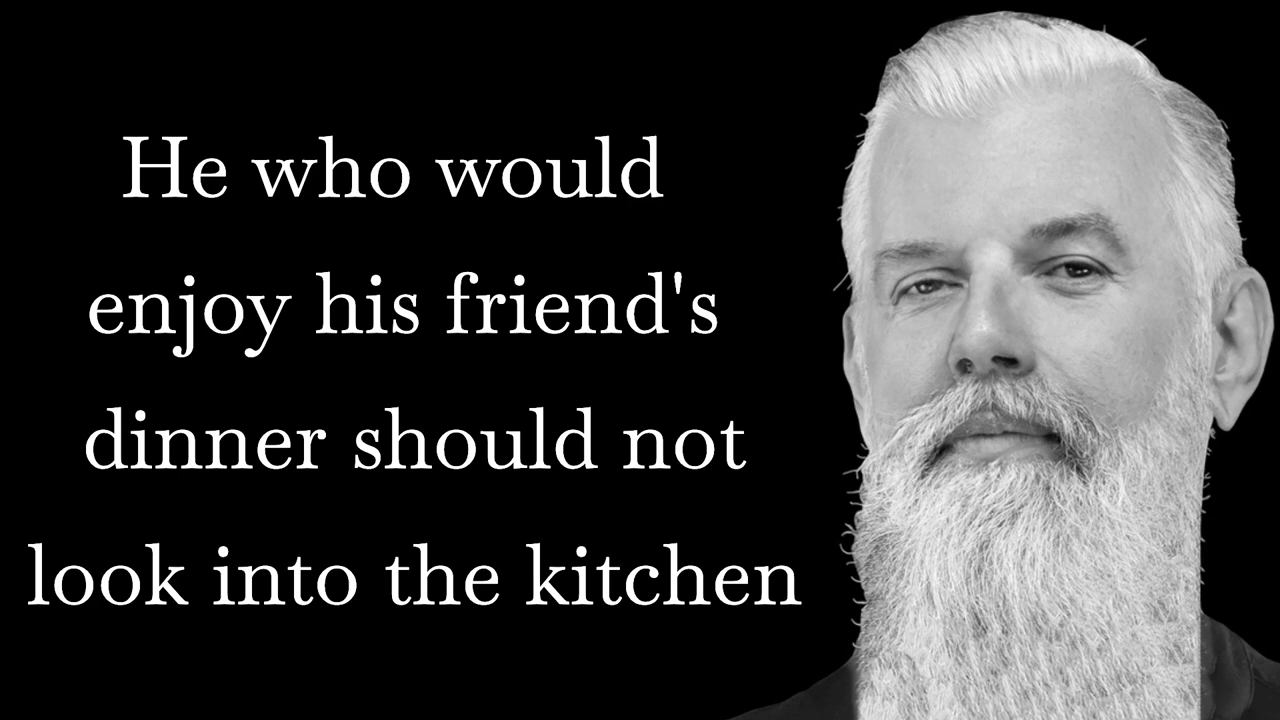 He who would
enjoy his friend's
dinner should not
look into the kitchen